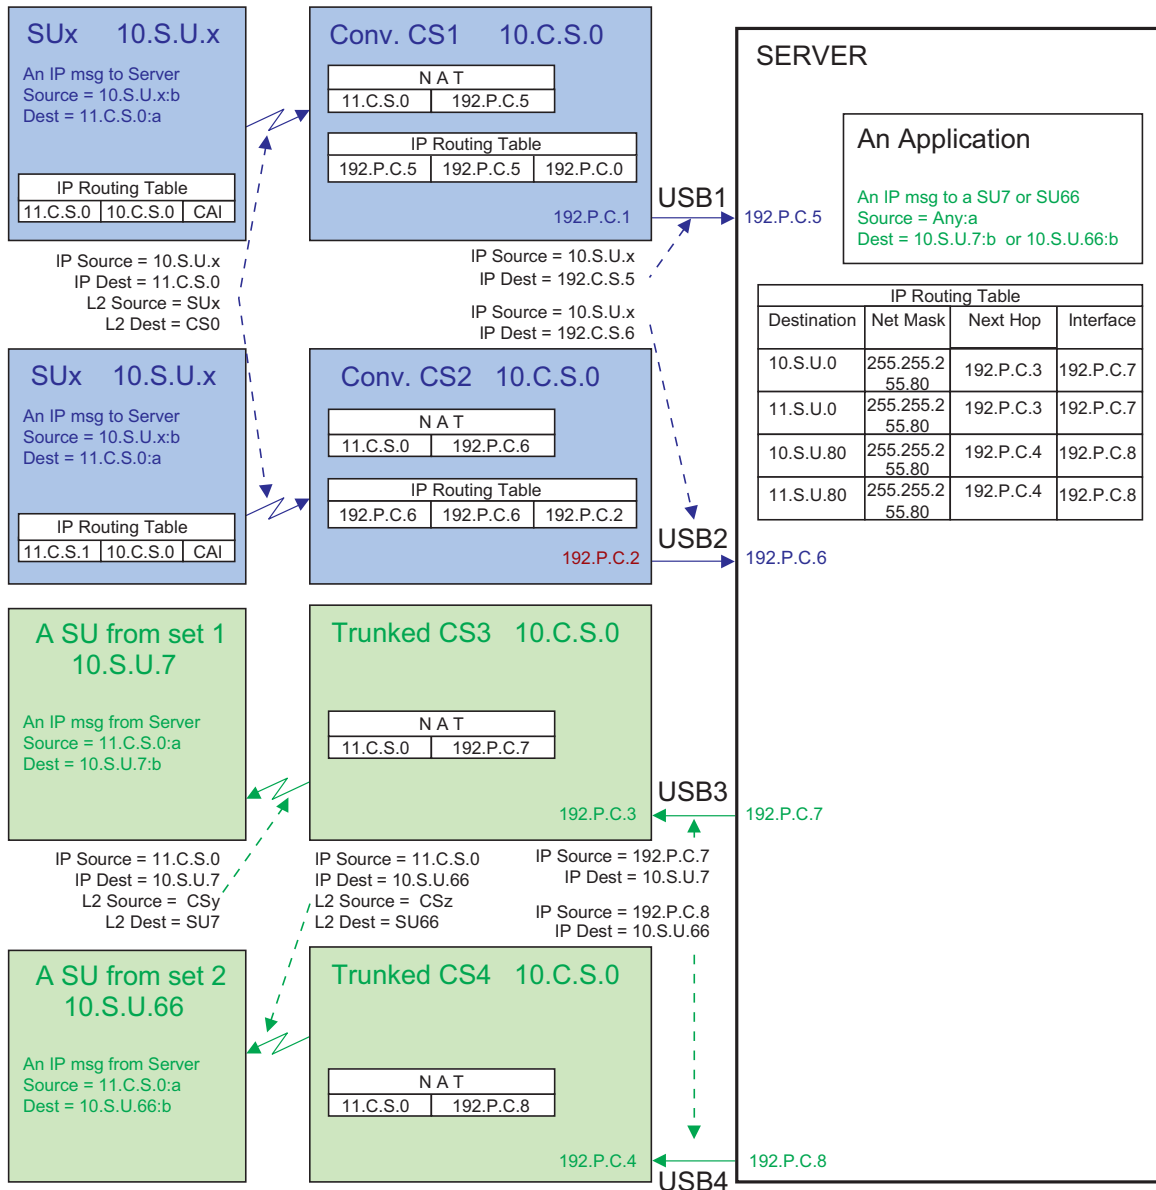 SUx 10.S.U.x
An IP msg to Server
Source = 10.S.U.x:b
Dest = 11.C.S.0:a
IP Routing Table
11.C.S.0 10.C.S.0 CAI
Conv. CS1 10.C.S.0
N A T
11.C.S.0 192.P.C.5
IP Routing Table
192.P.C.5 192.P.C.5 192.P.C.0
192.P.C.1
USB1
192.P.C.5
SERVER
An Application
An IP msg to a SU7 or SU66
Source = Any:a
Dest = 10.S.U.7:b or 10.S.U.66:b
IP Source = 10.S.U.x
IP Dest = 11.C.S.0
L2 Source = SUx
L2 Dest = CS0
IP Source = 10.S.U.x
IP Dest = 192.C.S.5
IP Source = 10.S.U.x
IP Dest = 192.C.S.6
IP Routing Table
Destination Net Mask Next Hop Interface
10.S.U.0 255.255.2 192.P.C.3 192.P.C.7
55.80
11.S.U.0 255.255.2 192.P.C.3 192.P.C.7
55.80
10.S.U.80 255.255.2 192.P.C.4 192.P.C.8
55.80
11.S.U.80 255.255.2 192.P.C.4 192.P.C.8
55.80
SUx 10.S.U.x
An IP msg to Server
Source = 10.S.U.x:b
Dest = 11.C.S.0:a
IP Routing Table
11.C.S.1 10.C.S.0 CAI
Conv. CS2 10.C.S.0
N A T
11.C.S.0 192.P.C.6
IP Routing Table
192.P.C.6 192.P.C.6 192.P.C.2
192.P.C.2
USB2
192.P.C.6
A SU from set 1
10.S.U.7
An IP msg from Server
Source = 11.C.S.0:a
Dest = 10.S.U.7:b
Trunked CS3 10.C.S.0
N A T
11.C.S.0 192.P.C.7
192.P.C.3
USB3
192.P.C.7
IP Source = 11.C.S.0
IP Dest = 10.S.U.7
L2 Source = CSy
L2 Dest = SU7
IP Source = 11.C.S.0
IP Dest = 10.S.U.66
L2 Source = CSz
L2 Dest = SU66
IP Source = 192.P.C.7
IP Dest = 10.S.U.7
IP Source = 192.P.C.8
IP Dest = 10.S.U.66
A SU from set 2
10.S.U.66
An IP msg from Server
Source = 11.C.S.0:a
Dest = 10.S.U.66:b
Trunked CS4 10.C.S.0
N A T
11.C.S.0 192.P.C.8
192.P.C.4
USB4
192.P.C.8